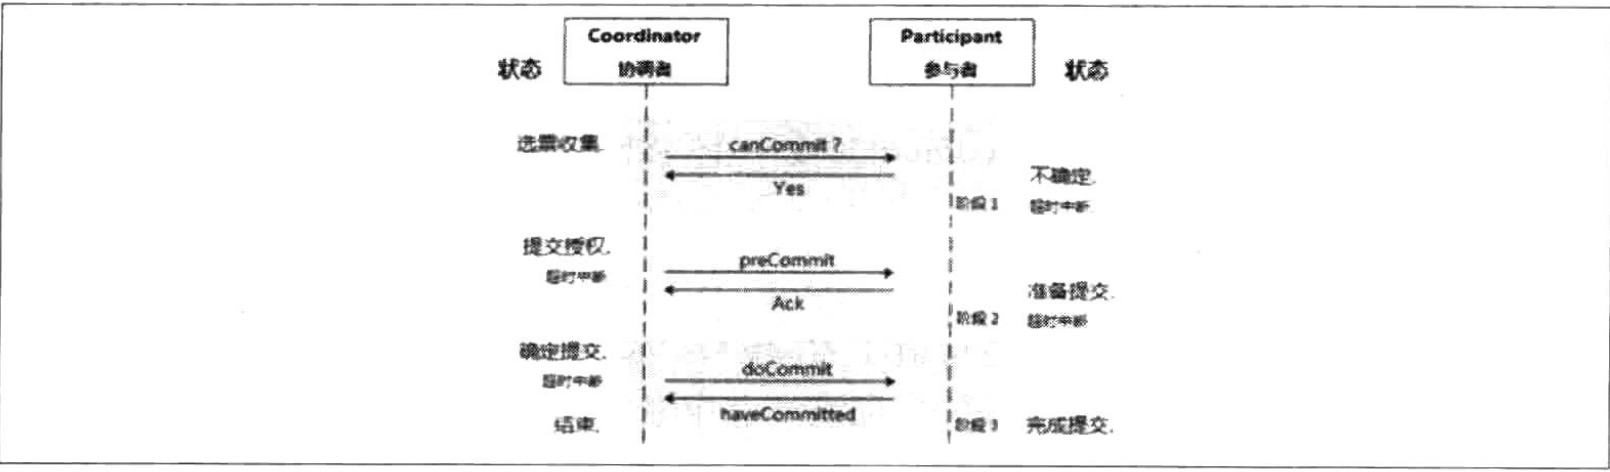 Coordinator
协调者
Participant
参与者
状态
状态
选票收集.
canCommit ?
Yes
不确定.
阶段 1
超时中断
提交授权.
超时中断
preCommit
Ack
准备提交.
阶段 2
超时中断
确定提交.
超时中断
doCommit
haveCommitted
结束.
阶段 3
完成提交.